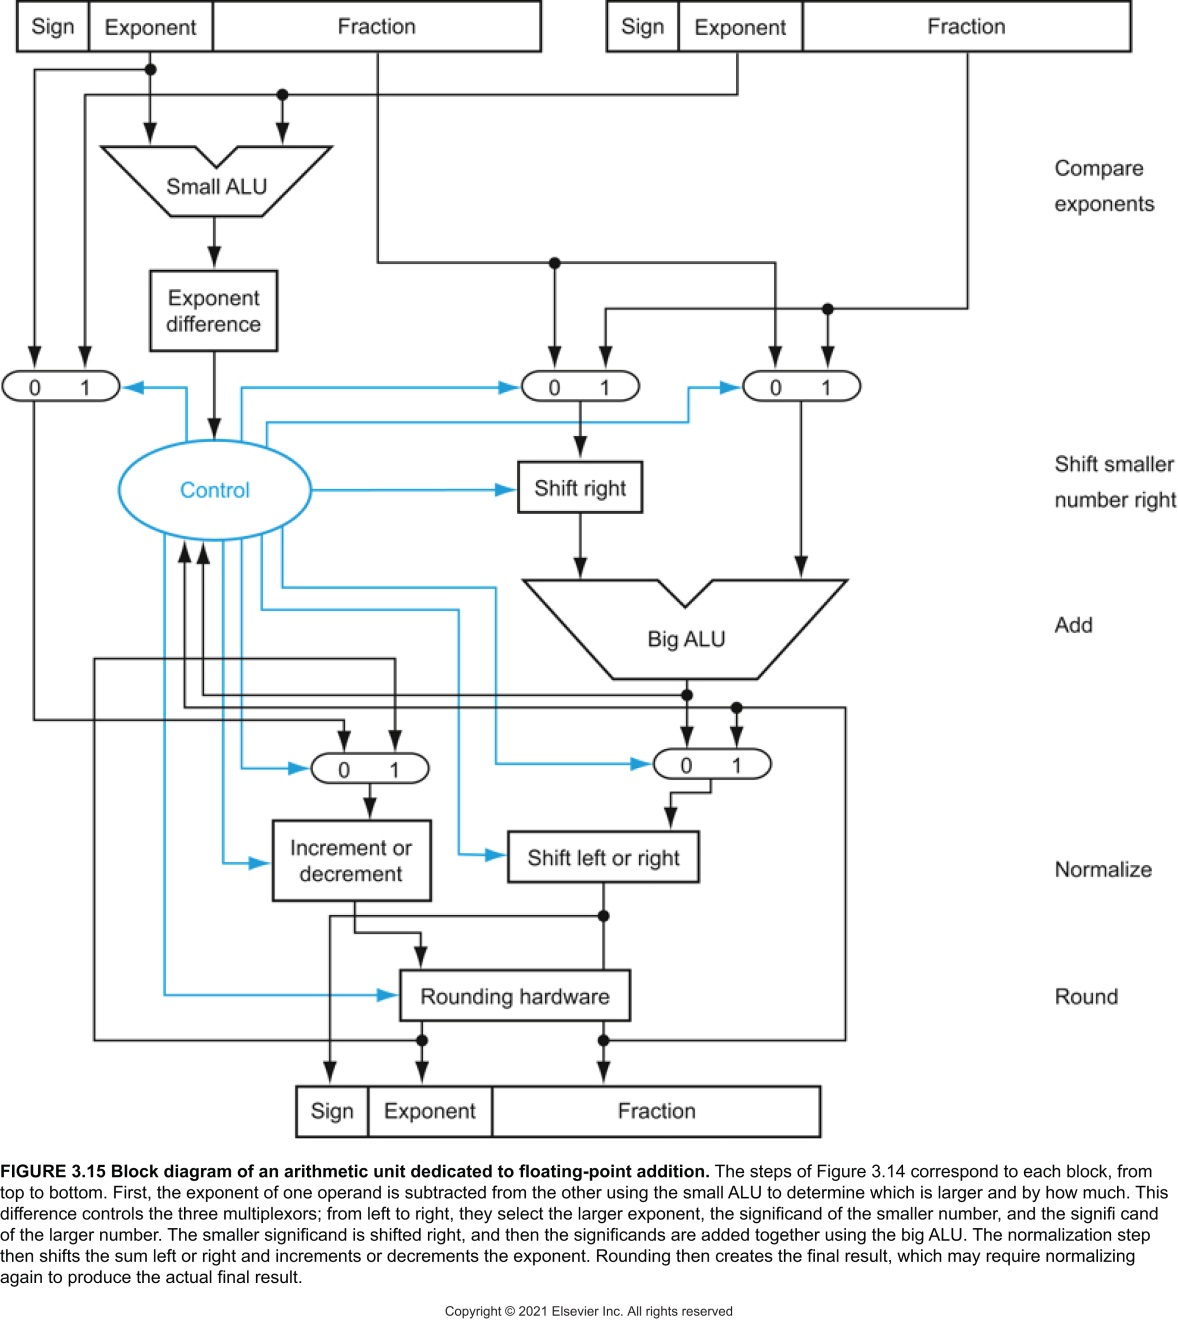 Sign Exponent Fraction Sign Exponent Fraction
Compare
exponents
Small ALU
Exponent
difference
0 1 0 1 0 1
Control
Shift right
Shift smaller
number right
Add
Big ALU
0 1 0 1
Increment or
decrement
Shift left or right
Normalize
Rounding hardware
Round
Sign Exponent Fraction
FIGURE 3.15 Block diagram of an arithmetic unit dedicated to floating-point addition. The steps of Figure 3.14 correspond to each block, from
top to bottom. First, the exponent of one operand is subtracted from the other using the small ALU to determine which is larger and by how much. This
difference controls the three multiplexors; from left to right, they select the larger exponent, the significand of the smaller number, and the signifi cand
of the larger number. The smaller significand is shifted right, and then the significands are added together using the big ALU. The normalization step
then shifts the sum left or right and increments or decrements the exponent. Rounding then creates the final result, which may require normalizing
again to produce the actual final result.
Copyright © 2021 Elsevier Inc. All rights reserved